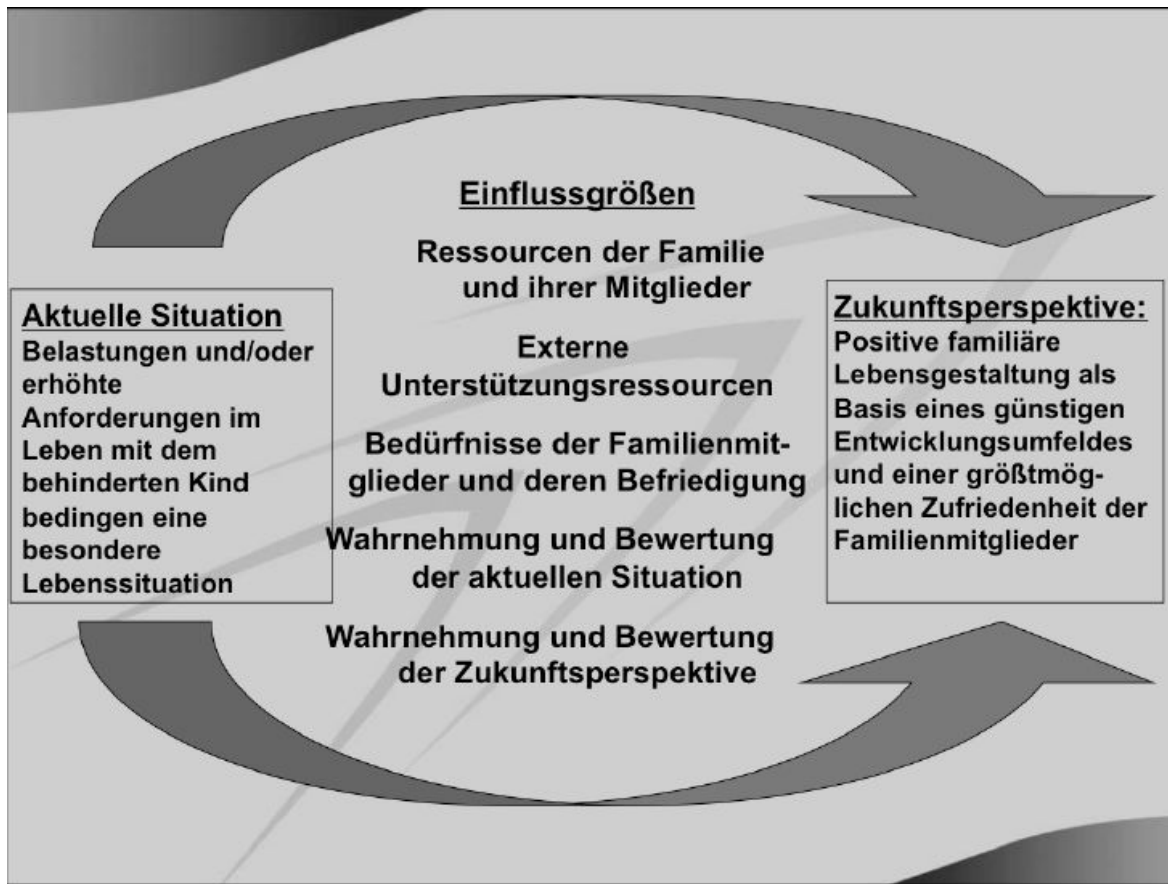 Einflussgrößen
Ressourcen der Familie
und ihrer Mitglieder
Externe
Unterstützungsressourcen
Bedürfnisse der Familienmit-
glieder und deren Befriedigung
Wahrnehmung und Bewertung
der aktuellen Situation
Wahrnehmung und Bewertung
der Zukunftsperspektive
Aktuelle Situation
Belastungen und/oder
erhöhte
Anforderungen im
Leben mit dem
behinderten Kind
bedingen eine
besondere
Lebenssituation
Zukunftsperspektive:
Positive familiäre
Lebensgestaltung als
Basis eines günstigen
Entwicklungsumfeldes
und einer größtmög-
lichen Zufriedenheit der
Familienmitglieder